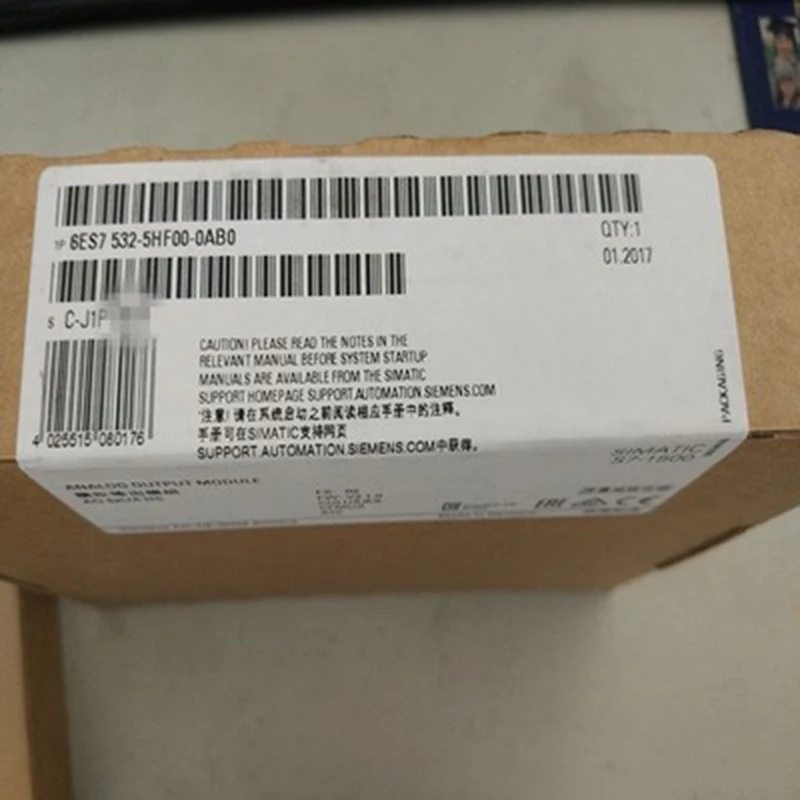 1P 6ES7 532-5HF00-0AB0
QTY:1
01.2017
S C-J1P
CAUTION! PLEASE READ THE NOTES IN THE
RELEVANT MANUAL BEFORE SYSTEM STARTUP
MANUALS ARE AVAILABLE FROM THE SIMATIC
SUPPORT HOMEPAGE SUPPORT.AUTOMATION.SIEMENS.COM
注意! 请在系统启动之前阅读相应手册中的注释。
手册可在SIMATIC支持网页
SUPPORT.AUTOMATION.SIEMENS.COM中获得。
4 025515 080176
PACKAGING
SIMATIC
S7-1500
ANALOG OUTPUT MODULE